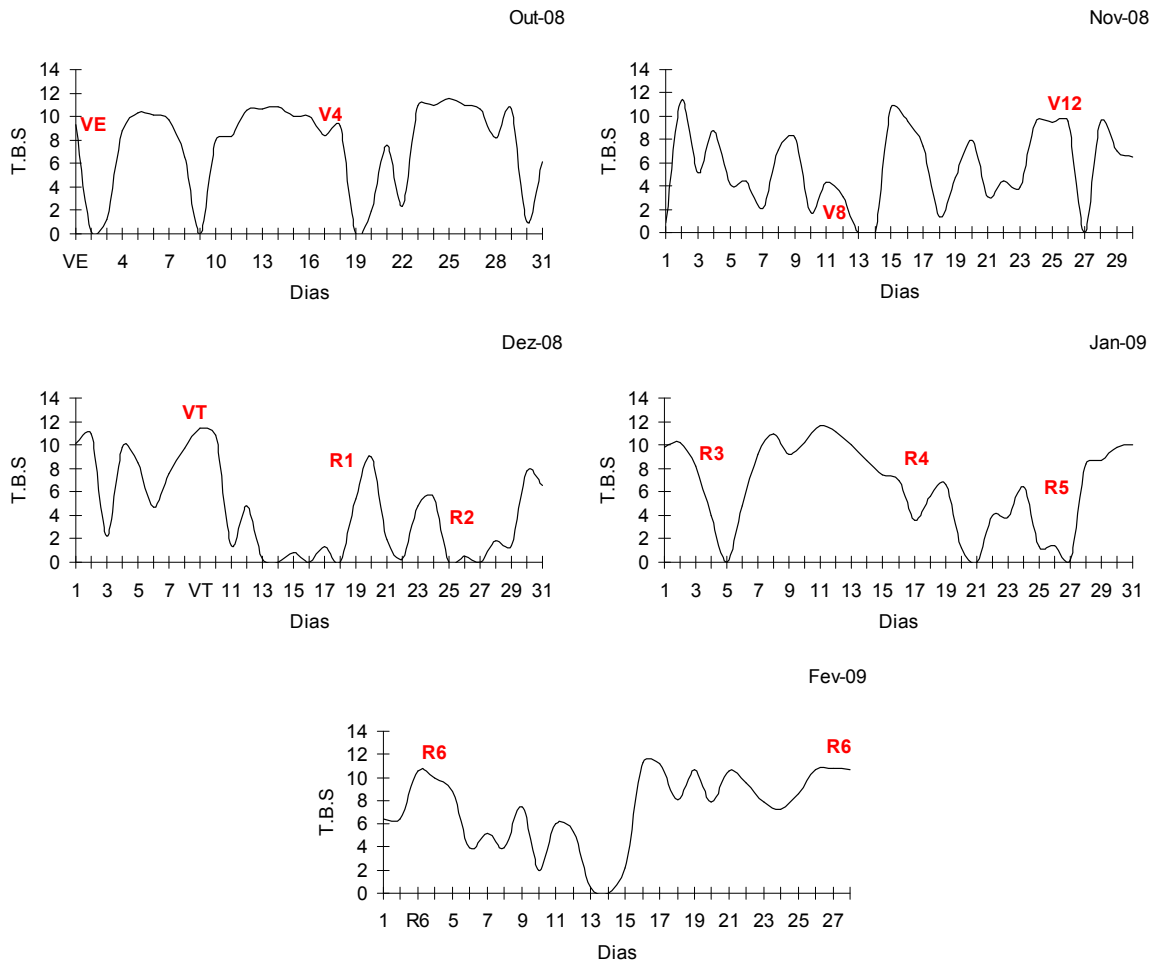 Out-08
14
12
10
8
6
4
2
0
T.B.S
VE
V4
VE 4 7 10 13 16 19 22 25 28 31
Dias
Nov-08
14
12
10
8
6
4
2
0
T.B.S
V8
V12
1 3 5 7 9 11 13 15 17 19 21 23 25 27 29
Dias
Dez-08
14
12
10
8
6
4
2
0
T.B.S
VT
R1
R2
1 3 5 7 VT 11 13 15 17 19 21 23 25 27 29 31
Dias
Jan-09
14
12
10
8
6
4
2
0
T.B.S
R3
R4
R5
1 3 5 7 9 11 13 15 17 19 21 23 25 27 29 31
Dias
Fev-09
14
12
10
8
6
4
2
0
T.B.S
R6
R6
1 R6 5 7 9 11 13 15 17 19 21 23 25 27
Dias